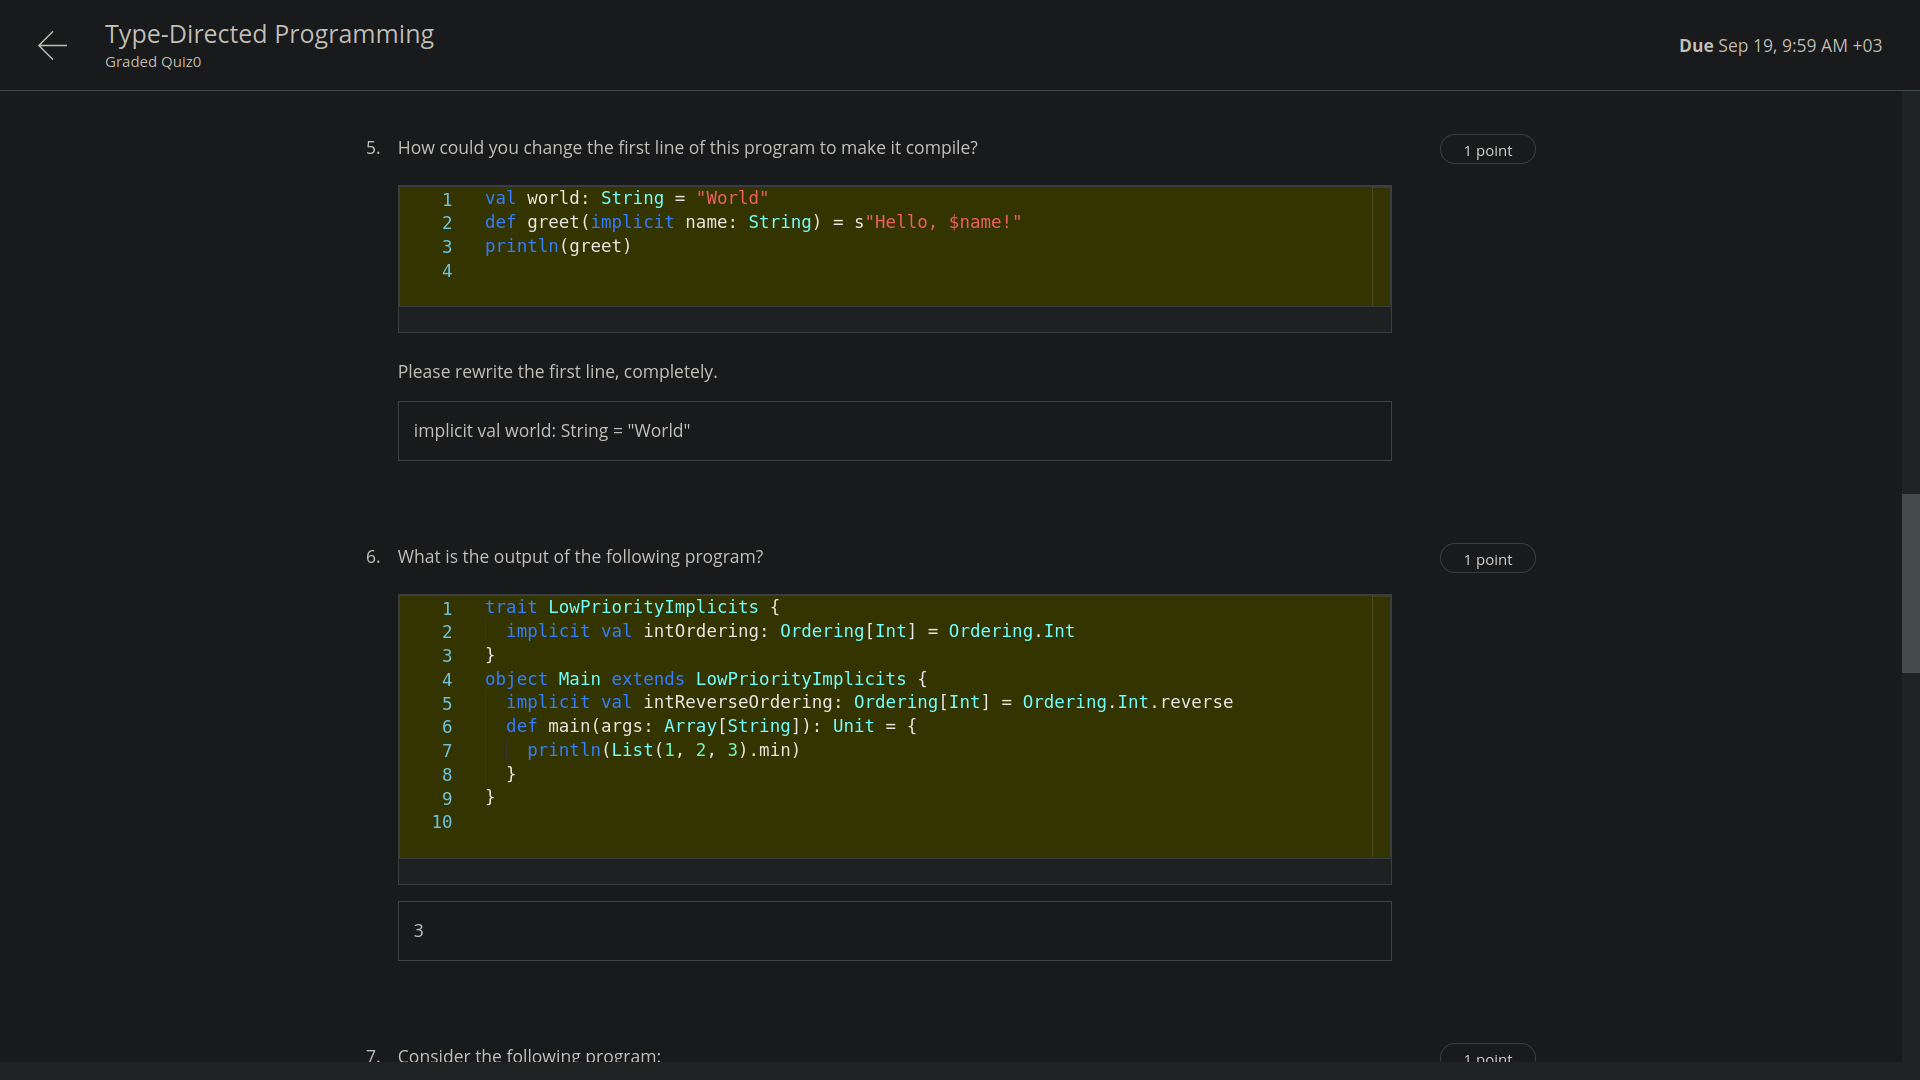 Type-Directed Programming
Graded Quiz0
Due Sep 19, 9:59 AM +03
5. How could you change the first line of this program to make it compile?
1 point
1 val world: String = "World"
2 def greet(implicit name: String) = s"Hello, $name!"
3 println(greet)
4
Please rewrite the first line, completely.
implicit val world: String = "World"
6. What is the output of the following program?
1 point
1 trait LowPriorityImplicits {
2   implicit val intOrdering: Ordering[Int] = Ordering.Int
3 }
4 object Main extends LowPriorityImplicits {
5   implicit val intReverseOrdering: Ordering[Int] = Ordering.Int.reverse
6   def main(args: Array[String]): Unit = {
7     println(List(1, 2, 3).min)
8   }
9 }
10
3
7. Consider the following program:
1 point